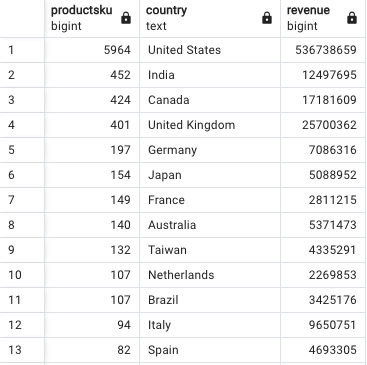 productsku country revenue
bigint text bigint
1 5964 United States 536738659
2 452 India 12497695
3 424 Canada 17181609
4 401 United Kingdom 25700362
5 197 Germany 7086316
6 154 Japan 5088952
7 149 France 2811215
8 140 Australia 5371473
9 132 Taiwan 4335291
10 107 Netherlands 2269853
11 107 Brazil 3425176
12 94 Italy 9650751
13 82 Spain 4693305